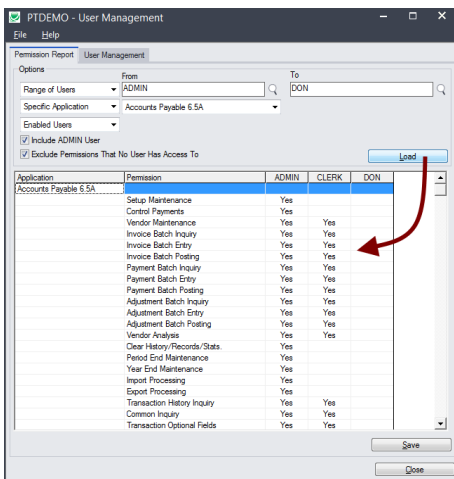 PTDEMO - User Management
File Help
Permission Report User Management
Options
From To
Range of Users ADMIN DON
Specific Application Accounts Payable 6.5A
Enabled Users
Include ADMIN User
Exclude Permissions That No User Has Access To
Load
Application Permission ADMIN CLERK DON
Accounts Payable 6.5A
Setup Maintenance Yes
Control Payments Yes
Vendor Maintenance Yes Yes
Invoice Batch Inquiry Yes Yes
Invoice Batch Entry Yes Yes
Invoice Batch Posting Yes Yes
Payment Batch Inquiry Yes Yes
Payment Batch Entry Yes Yes
Payment Batch Posting Yes Yes
Adjustment Batch Inquiry Yes Yes
Adjustment Batch Entry Yes Yes
Adjustment Batch Posting Yes Yes
Vendor Analysis Yes Yes
Clear History/Records/Stats. Yes
Period End Maintenance Yes
Year End Maintenance Yes
Import Processing Yes
Export Processing Yes
Transaction History Inquiry Yes Yes
Common Inquiry Yes Yes
Transaction Optional Fields Yes Yes
Save
Close